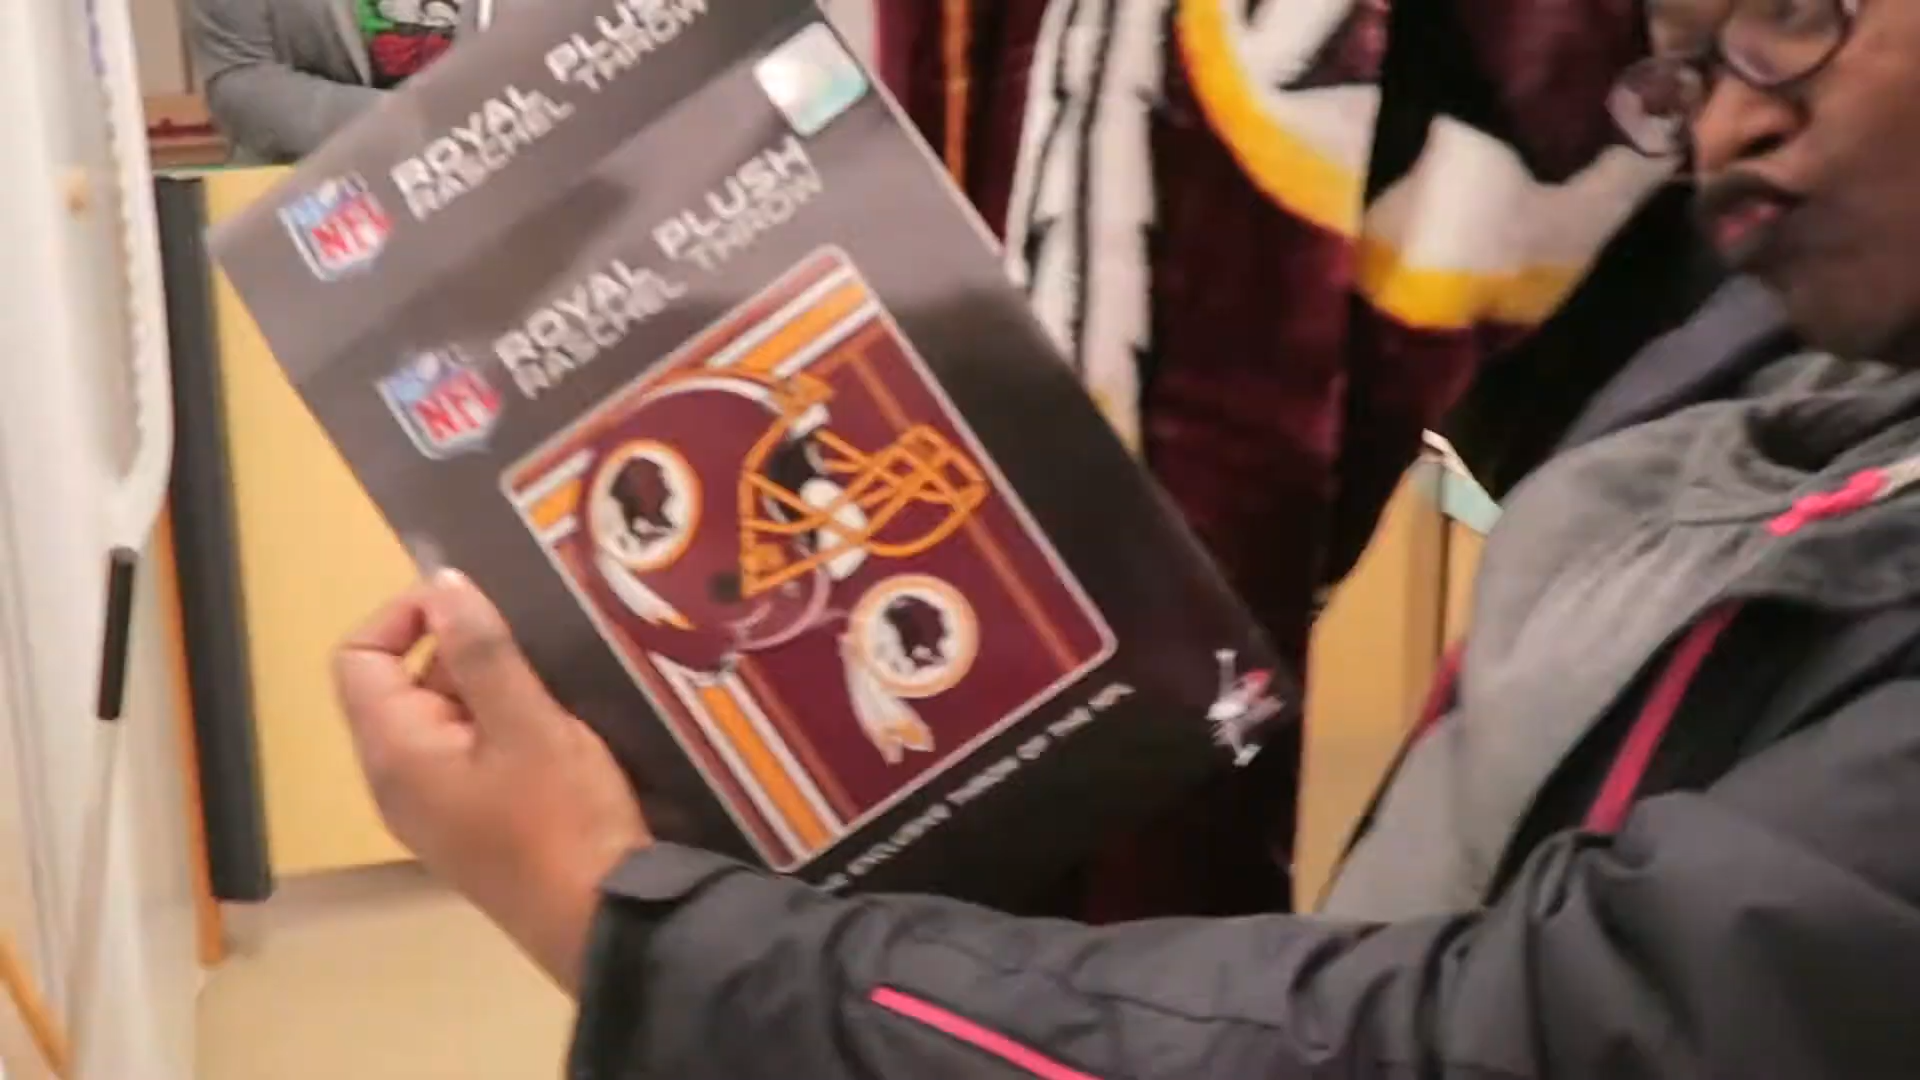 ROYAL PLUSH
RASCHEL THROW
NFL
ROYAL PLUSH
RASCHEL THROW
NFL